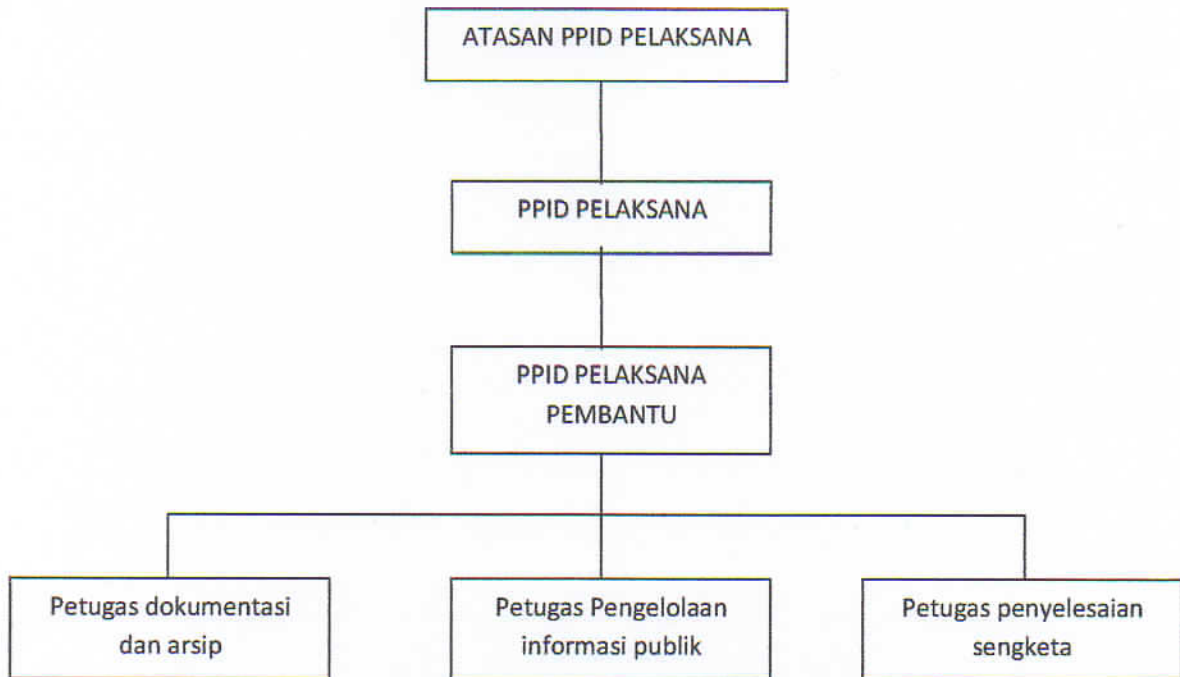 ATASAN PPID PELAKSANA
PPID PELAKSANA
PPID PELAKSANA
PEMBANTU
Petugas dokumentasi
dan arsip
Petugas Pengelolaan
informasi publik
Petugas penyelesaian
sengketa